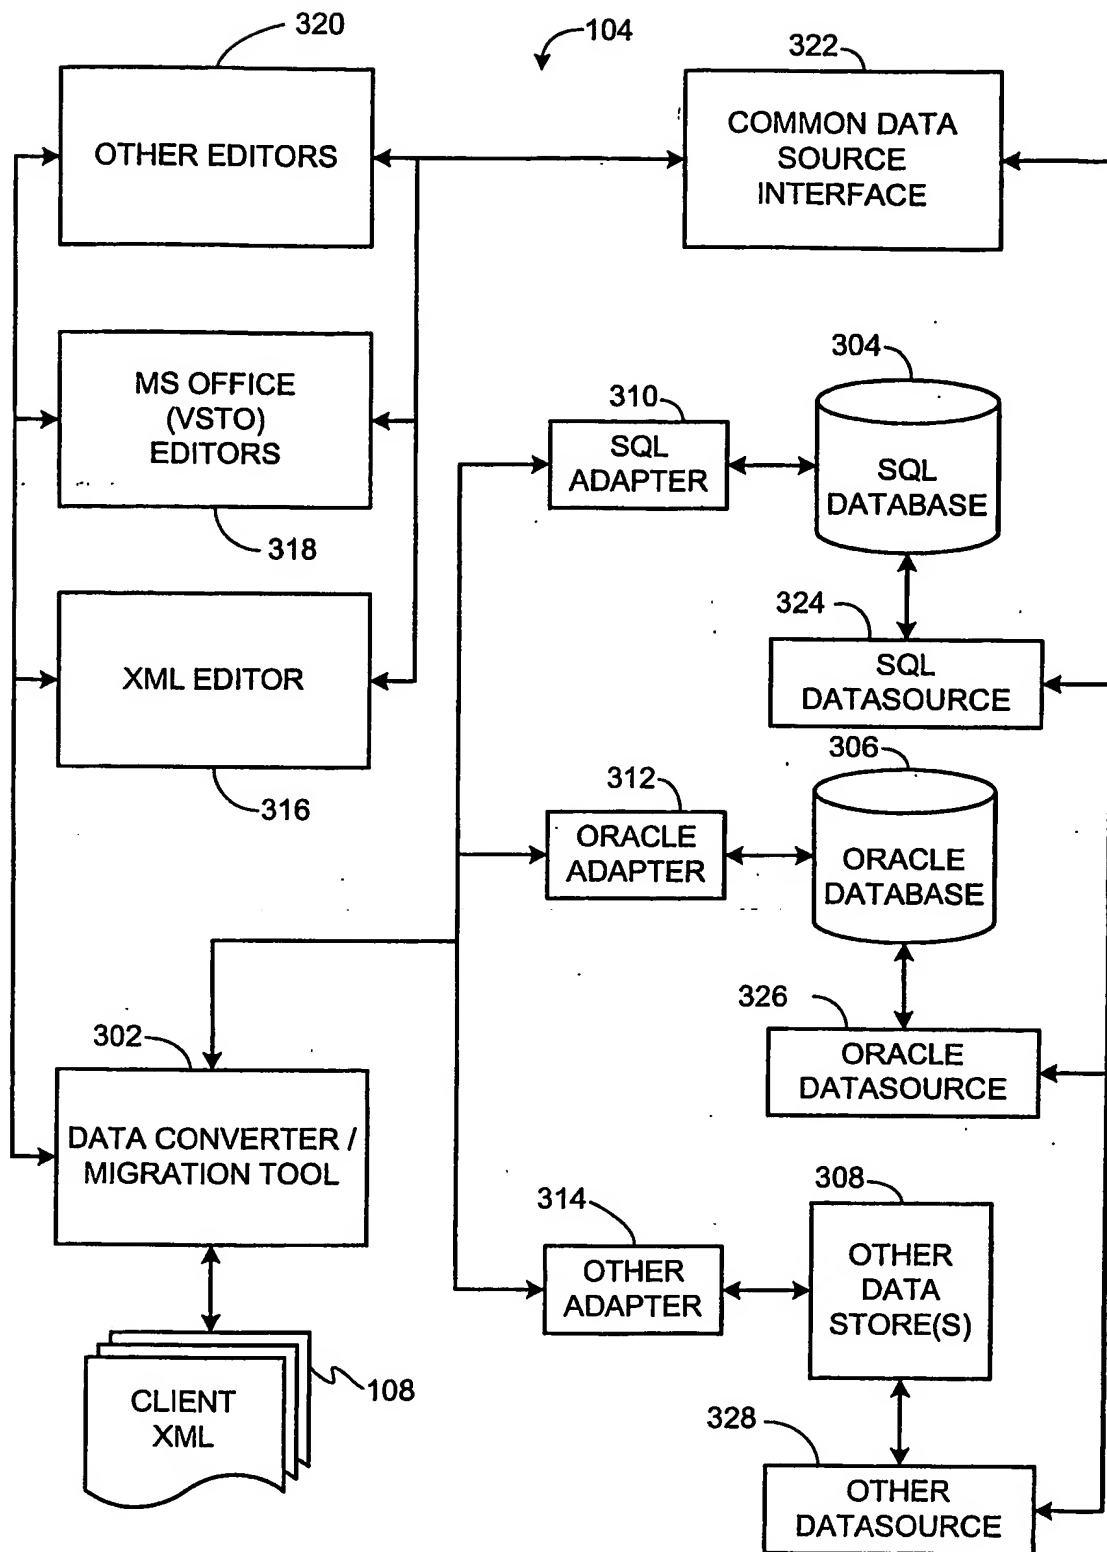 320
104
322
OTHER EDITORS
COMMON DATA
SOURCE
INTERFACE
MS OFFICE
(VSTO)
EDITORS
318
304
310
SQL
ADAPTER
SQL
DATABASE
324
SQL
DATASOURCE
XML EDITOR
316
306
312
ORACLE
ADAPTER
ORACLE
DATABASE
326
ORACLE
DATASOURCE
302
DATA CONVERTER /
MIGRATION TOOL
308
314
OTHER
ADAPTER
OTHER
DATA
STORE(S)
CLIENT
XML
108
328
OTHER
DATASOURCE